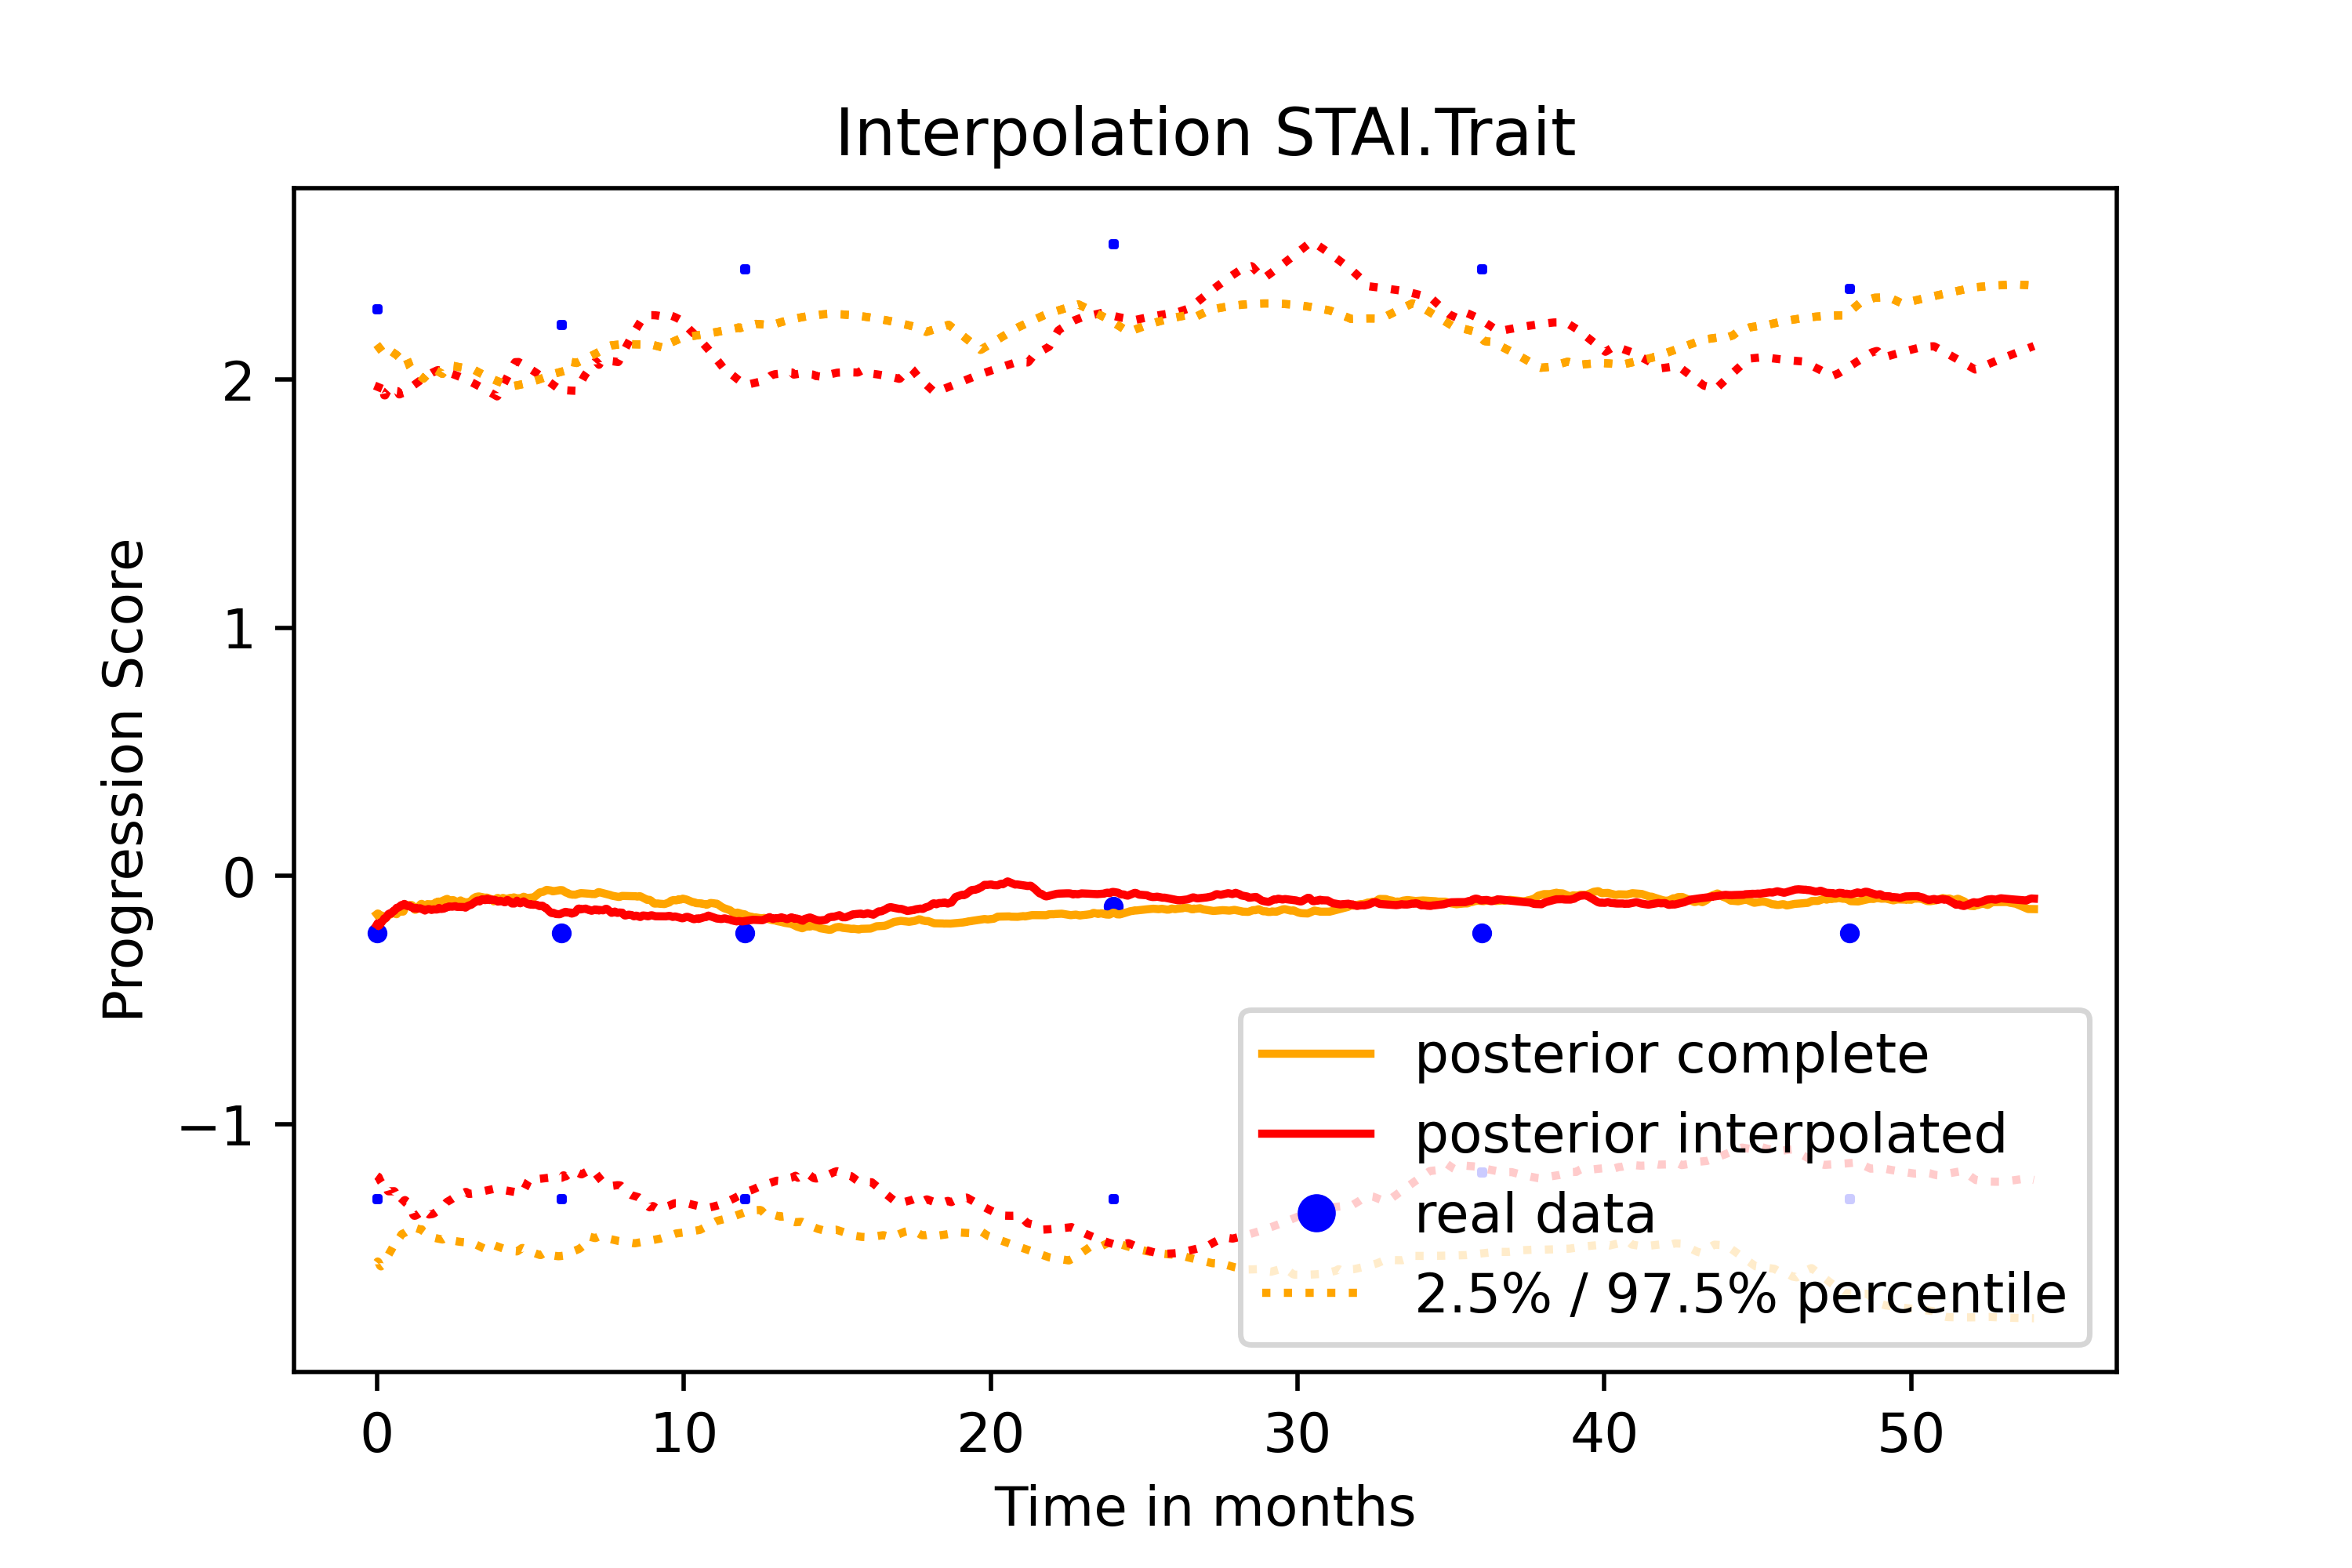 Interpolation STAI.Trait
Progression Score
2
1
0
−1
posterior complete
posterior interpolated
real data
2.5% / 97.5% percentile
0 10 20 30 40 50
Time in months